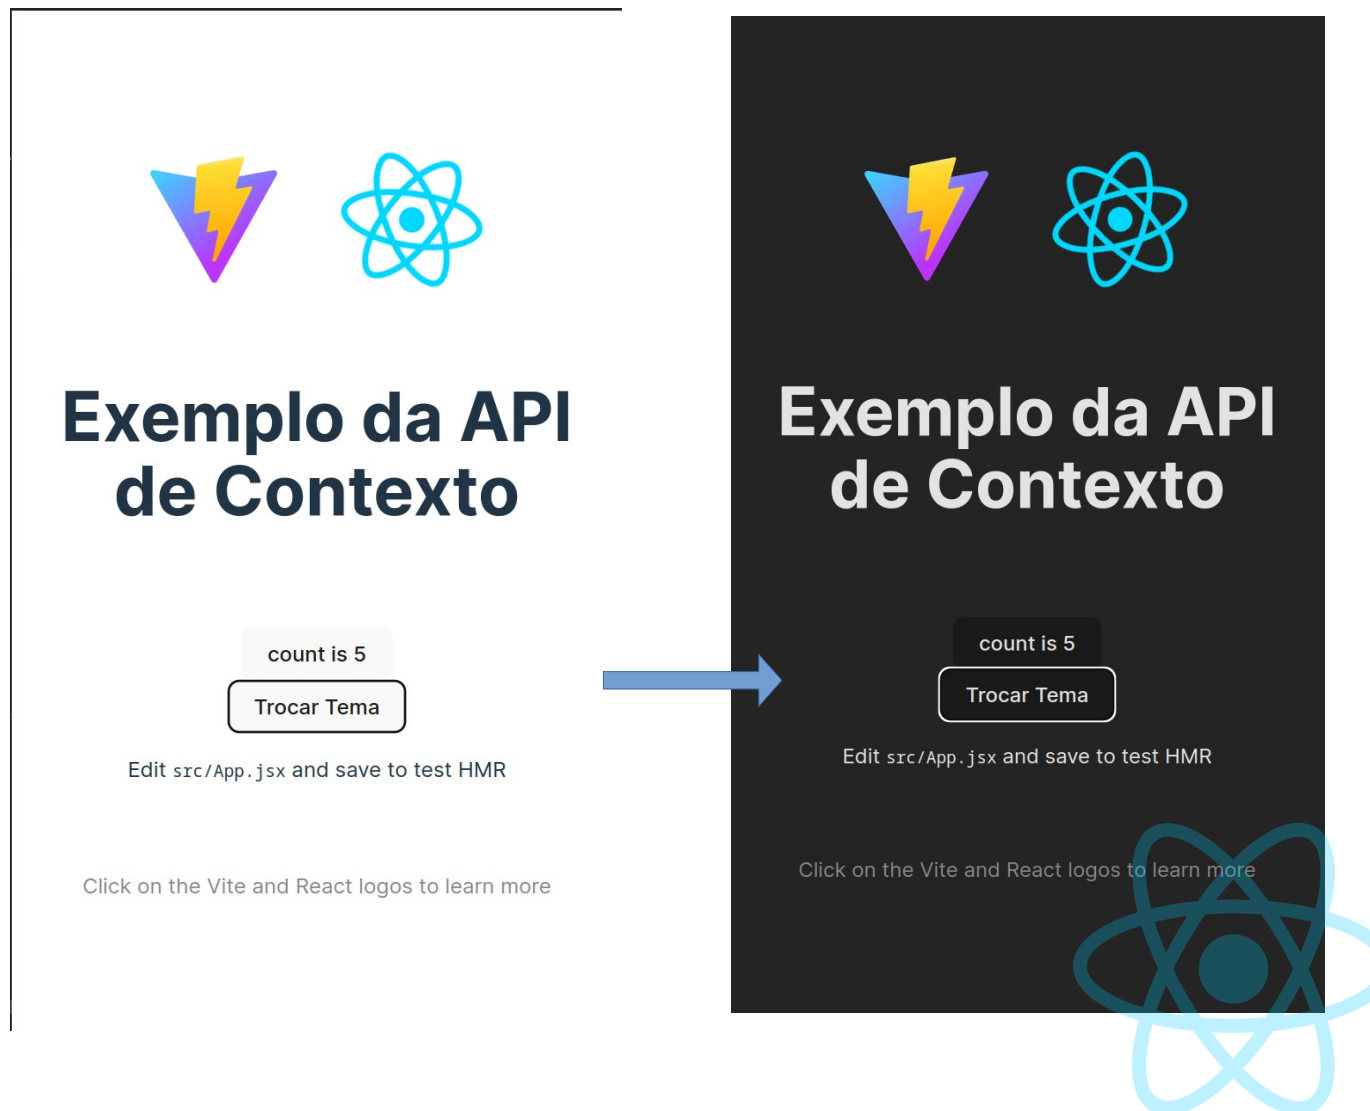 Exemplo da API
de Contexto
count is 5
Trocar Tema
Edit src/App.jsx and save to test HMR
Click on the Vite and React logos to learn more
Exemplo da API
de Contexto
count is 5
Trocar Tema
Edit src/App.jsx and save to test HMR
Click on the Vite and React logos to learn more